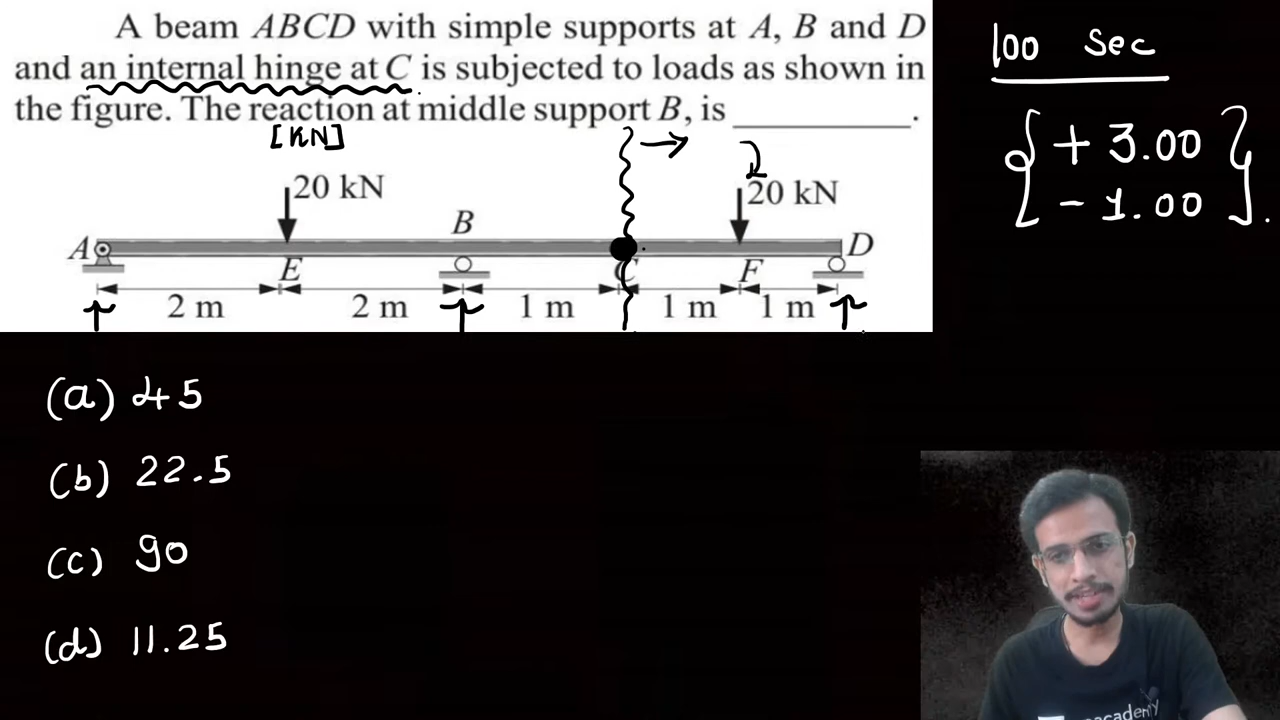 A beam ABCD with simple supports at A, B and D
and an internal hinge at C is subjected to loads as shown in
the figure. The reaction at middle support B, is __________.
[KN]
100 Sec
{ + 3.00 }
{ - 1.00 }.
20 kN
20 kN
A
B
D
E
C
F
2 m
2 m
1 m
1 m
1 m
(a) 45
(b) 22.5
(c) 90
(d) 11.25